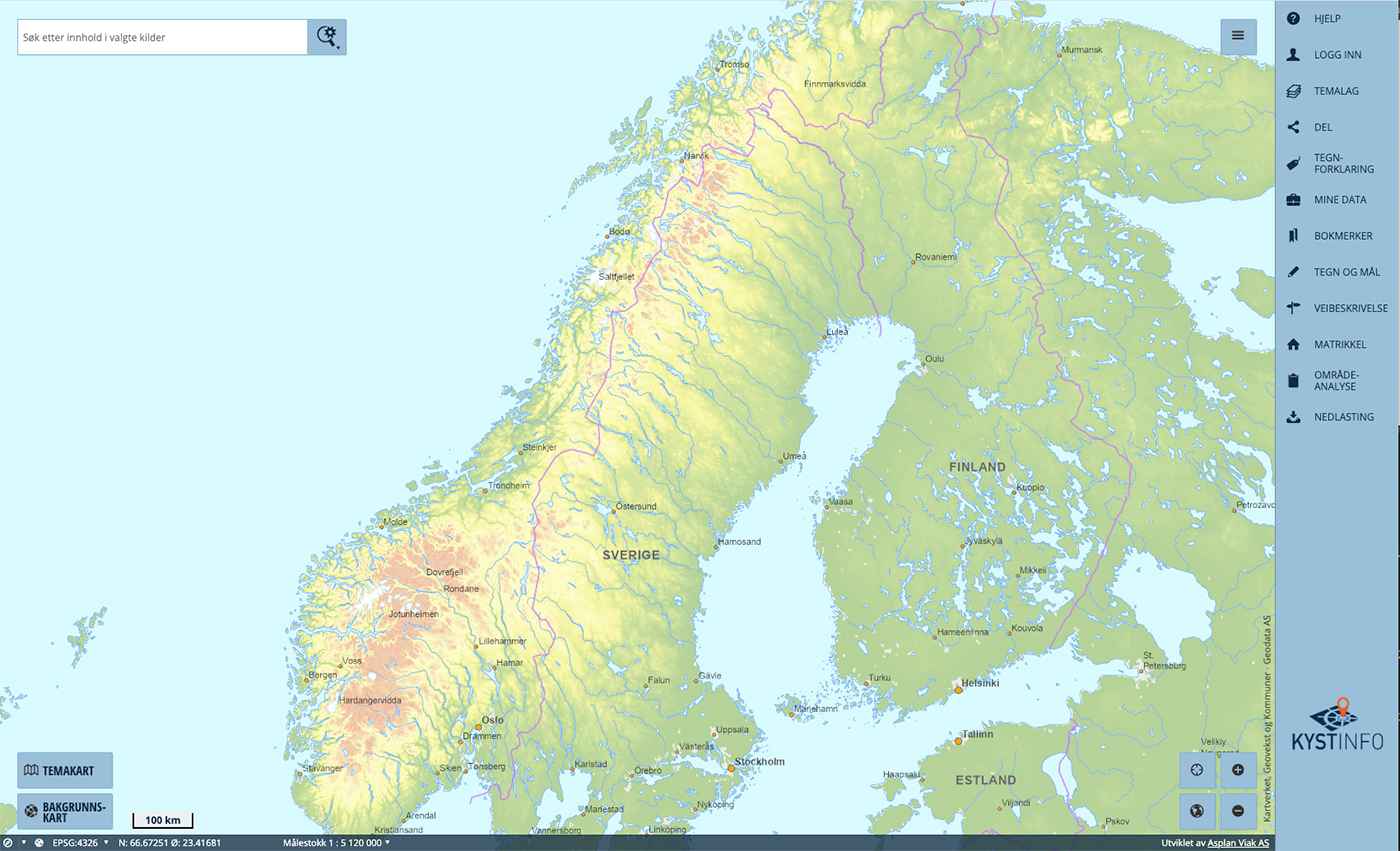 Søk etter innhold i valgte kilder
HJELP
LOGG INN
TEMALAG
DEL
TEGN-
FORKLARING
MINE DATA
BOKMERKER
TEGN OG MÅL
VEIBESKRIVELSE
MATRIKKEL
OMRÅDE-
ANALYSE
NEDLASTING
KYSTINFO
Murmansk
Tromsø
Finnmarksvidda
Narvik
Bodø
Rovaniemi
Saltfjellet
Luleå
Oulu
Steinkjer
Umeå
FINLAND
Trondheim
Kuopio
Vaasa
Östersund
Petrozavo
Molde
Härnösand
Jyväskylä
SVERIGE
Dovrefjell
Mikkeli
Rondane
Jotunheimen
Hämeenlinna
Kouvola
Lillehammer
Voss
Hamar
St.
Petersburg
Bergen
Falun
Gävle
Turku
Helsinki
Hardangervidda
Mariehamn
Oslo
Uppsala
Drammen
Tallinn
Velikiy
Västerås
Stavanger
Skien
Tønsberg
Karlstad
Örebro
Stockholm
Haapsalu
ESTLAND
Mariestad
Nyköping
Viljandi
Arendal
Kristiansand
Vänersborg
Linköping
Pskov
Kartverket, Geovekst og Kommuner - Geodata AS
TEMAKART
BAKGRUNNS-
KART
100 km
EPSG:4326
N: 66.67251 Ø: 23.41681
Målestokk 1 : 5 120 000
Utviklet av Asplan Viak AS